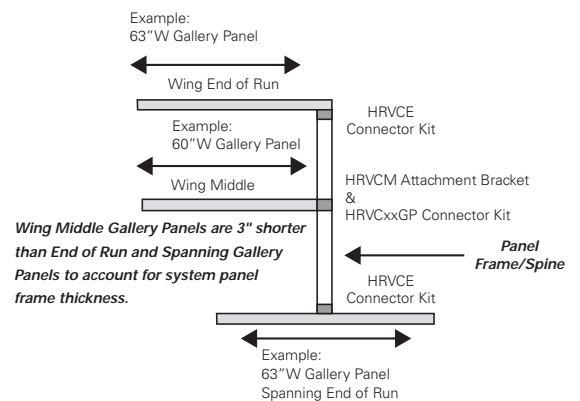 Example:
63”W Gallery Panel
Wing End of Run
HRVCE
Connector Kit
Example:
60”W Gallery Panel
Wing Middle
HRVCM Attachment Bracket
&
HRVCxxGP Connector Kit
Wing Middle Gallery Panels are 3" shorter
than End of Run and Spanning Gallery
Panels to account for system panel
frame thickness.
Panel
Frame/Spine
HRVCE
Connector Kit
Example:
63”W Gallery Panel
Spanning End of Run